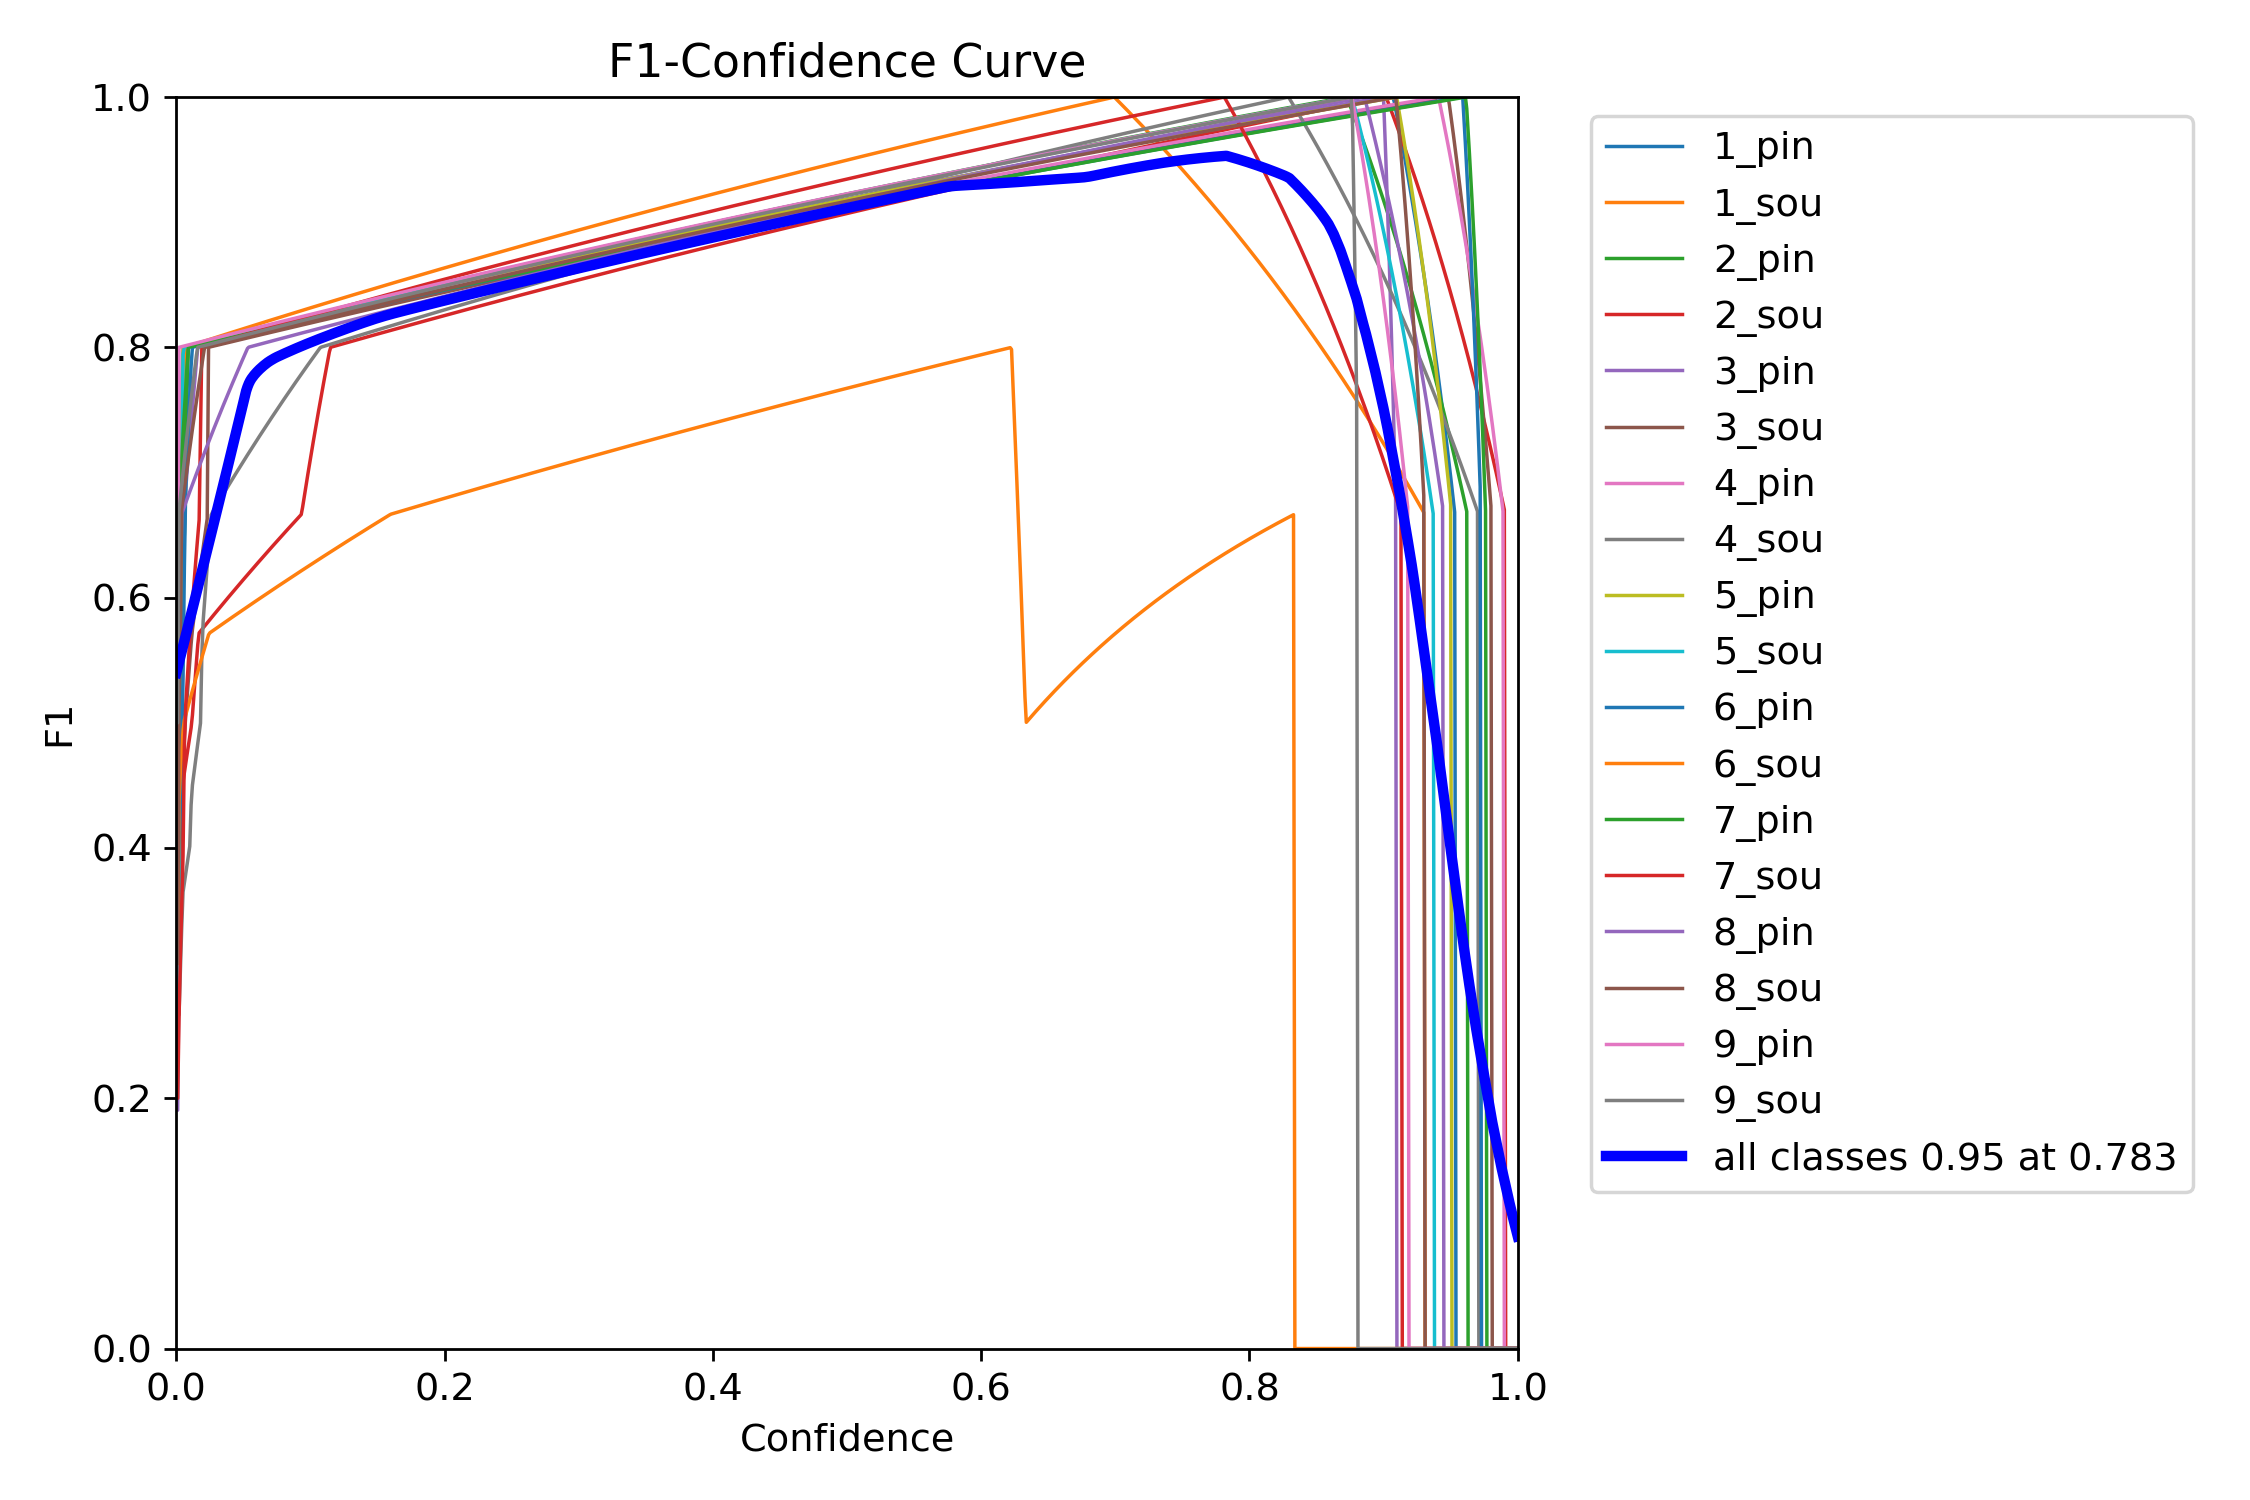 F1-Confidence Curve
1.0
0.8
0.6
0.4
0.2
0.0
F1
0.0 0.2 0.4 0.6 0.8 1.0
Confidence
1_pin
1_sou
2_pin
2_sou
3_pin
3_sou
4_pin
4_sou
5_pin
5_sou
6_pin
6_sou
7_pin
7_sou
8_pin
8_sou
9_pin
9_sou
all classes 0.95 at 0.783